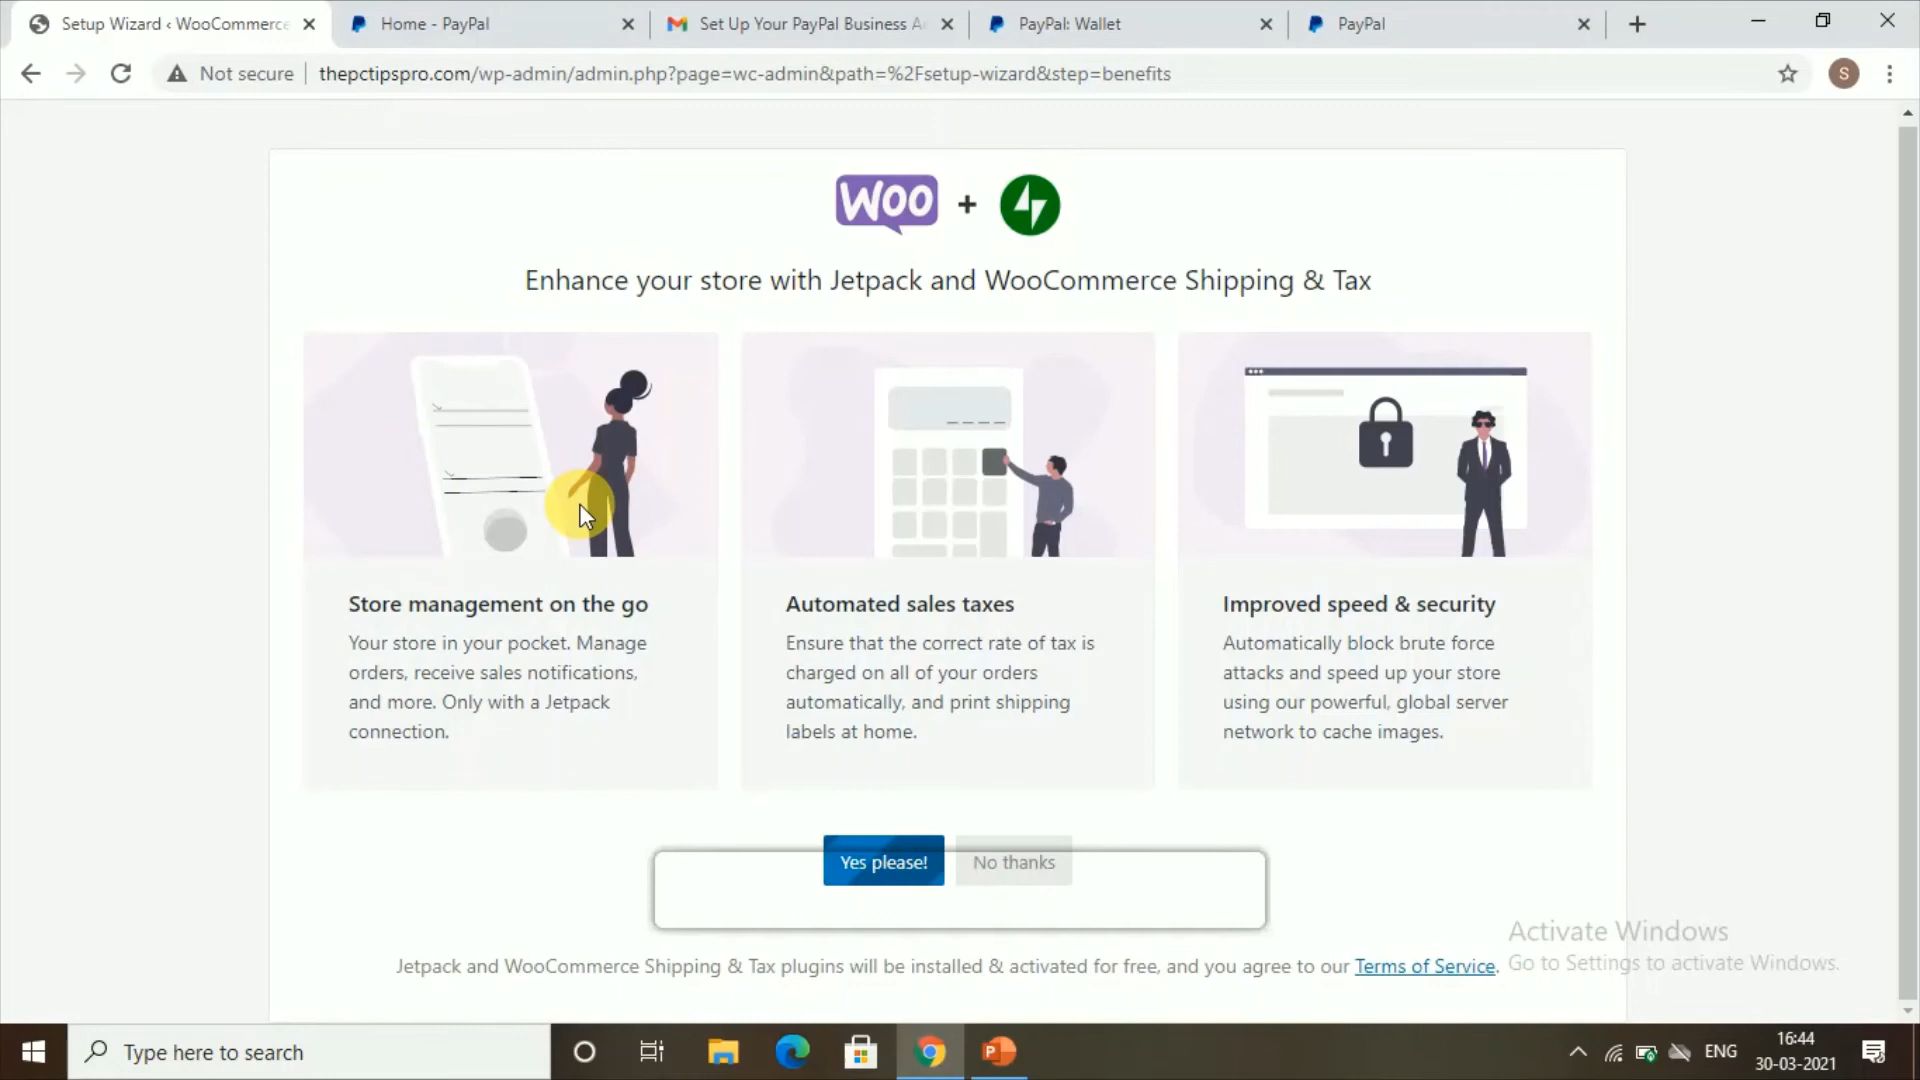 Setup Wizard ‹ WooCommerce
Home - PayPal
Set Up Your PayPal Business A
PayPal: Wallet
PayPal
Not secure
thepctipspro.com/wp-admin/admin.php?page=wc-admin&path=%2Fsetup-wizard&step=benefits
S
WOO +
Enhance your store with Jetpack and WooCommerce Shipping & Tax
Store management on the go
Your store in your pocket. Manage
orders, receive sales notifications,
and more. Only with a Jetpack
connection.
Automated sales taxes
Ensure that the correct rate of tax is
charged on all of your orders
automatically, and print shipping
labels at home.
Improved speed & security
Automatically block brute force
attacks and speed up your store
using our powerful, global server
network to cache images.
Yes please!
No thanks
Jetpack and WooCommerce Shipping & Tax plugins will be installed & activated for free, and you agree to our Terms of Service.
Activate Windows
Go to Settings to activate Windows.
Type here to search
ENG
16:44
30-03-2021